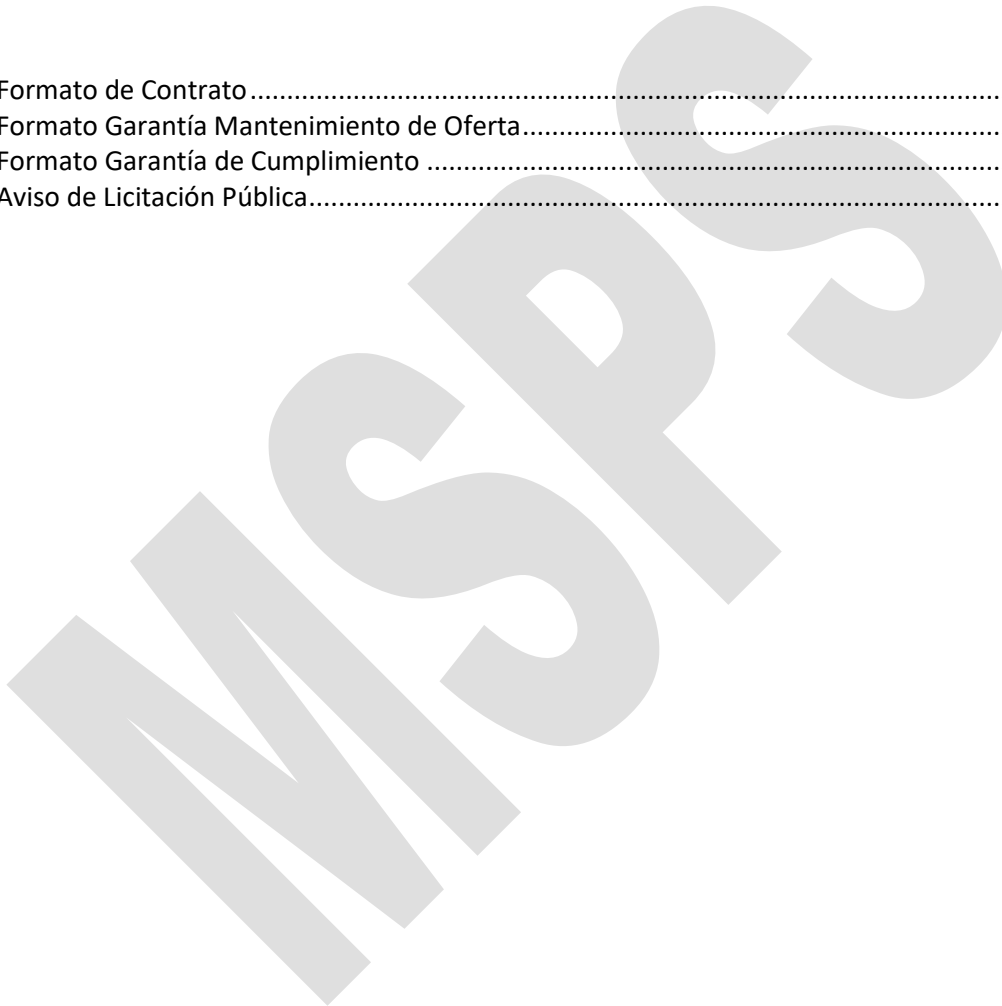 Formato de Contrato................................................................................................
Formato Garantía Mantenimiento de Oferta................................................................
Formato Garantía de Cumplimiento ..............................................................................
Aviso de Licitación Pública..............................................................................................
MSPS